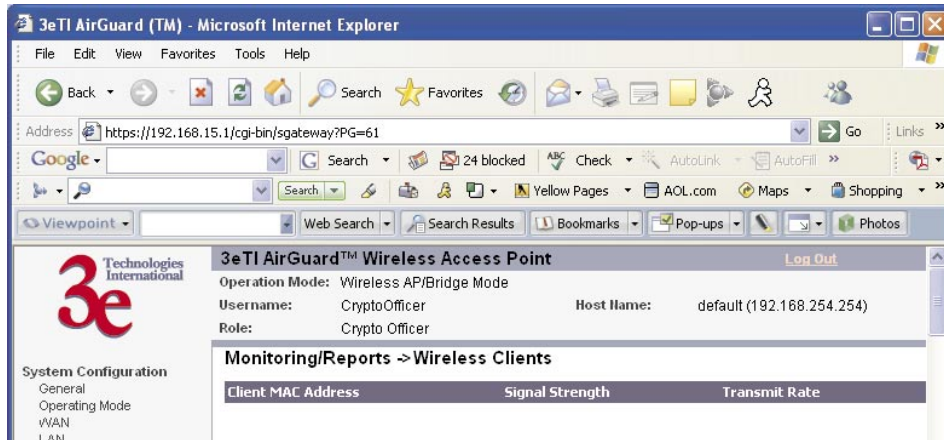 3eTI AirGuard (TM) - Microsoft Internet Explorer
File Edit View Favorites Tools Help
Back Search Favorites
Address https://192.168.15.1/cgi-bin/sgateway?PG=61 Go Links »
Google Search 24 blocked ABC Check AutoLink AutoFill »
Search Yellow Pages AOL.com Maps Shopping »
Viewpoint Web Search Search Results Bookmarks Pop-ups Photos
3e Technologies International
3eTI AirGuard™ Wireless Access Point Log Out
Operation Mode: Wireless AP/Bridge Mode
Username: CryptoOfficer Host Name: default (192.168.254.254)
Role: Crypto Officer
Monitoring/Reports -> Wireless Clients
Client MAC Address Signal Strength Transmit Rate
System Configuration
General
Operating Mode
WAN
LAN